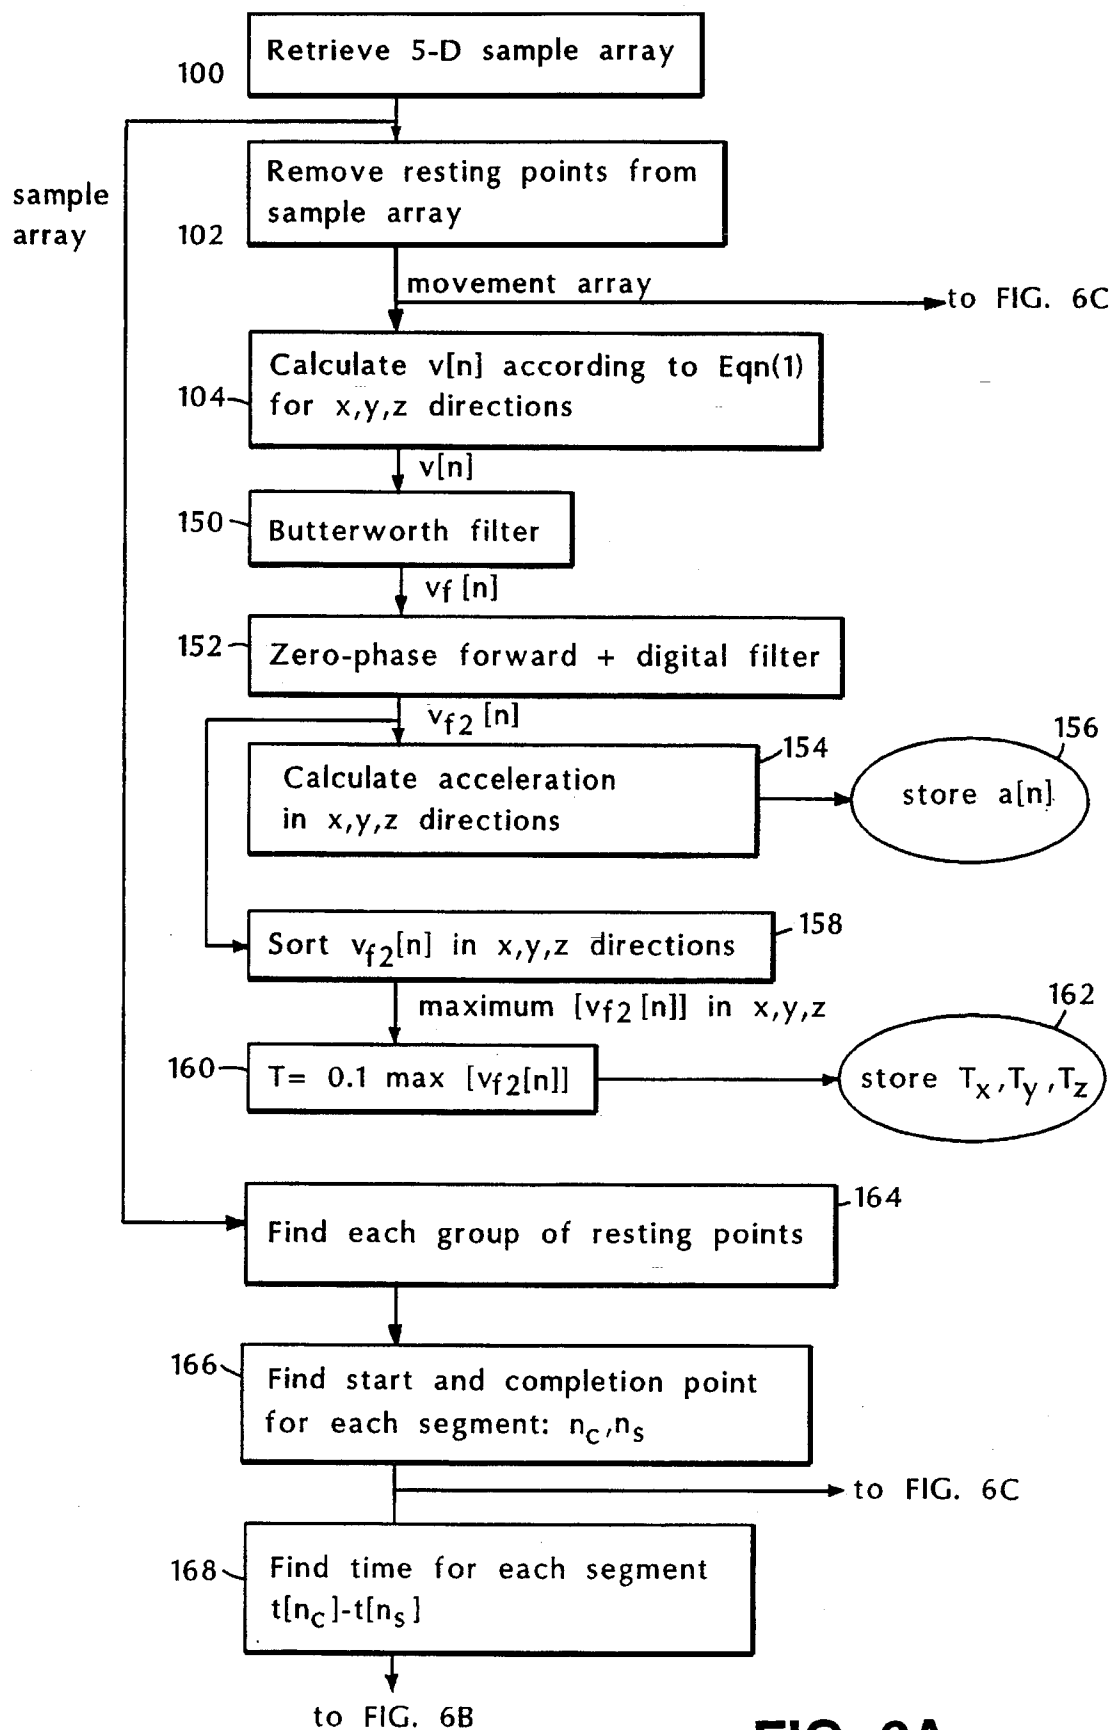 Retrieve 5-D sample array
100
sample
array
Remove resting points from
sample array
102
movement array
to FIG. 6C
Calculate v[n] according to Eqn(1)
for x,y,z directions
104
v[n]
150
Butterworth filter
vf [n]
152
Zero-phase forward + digital filter
vf2 [n]
154
156
Calculate acceleration
in x,y,z directions
store a[n]
158
Sort vf2[n] in x,y,z directions
maximum [vf2 [n]] in x,y,z
162
160
T= 0.1 max [vf2[n]]
store Tx,Ty,Tz
164
Find each group of resting points
166
Find start and completion point
for each segment: nc,ns
to FIG. 6C
168
Find time for each segment
t[nc]-t[ns]
to FIG. 6B